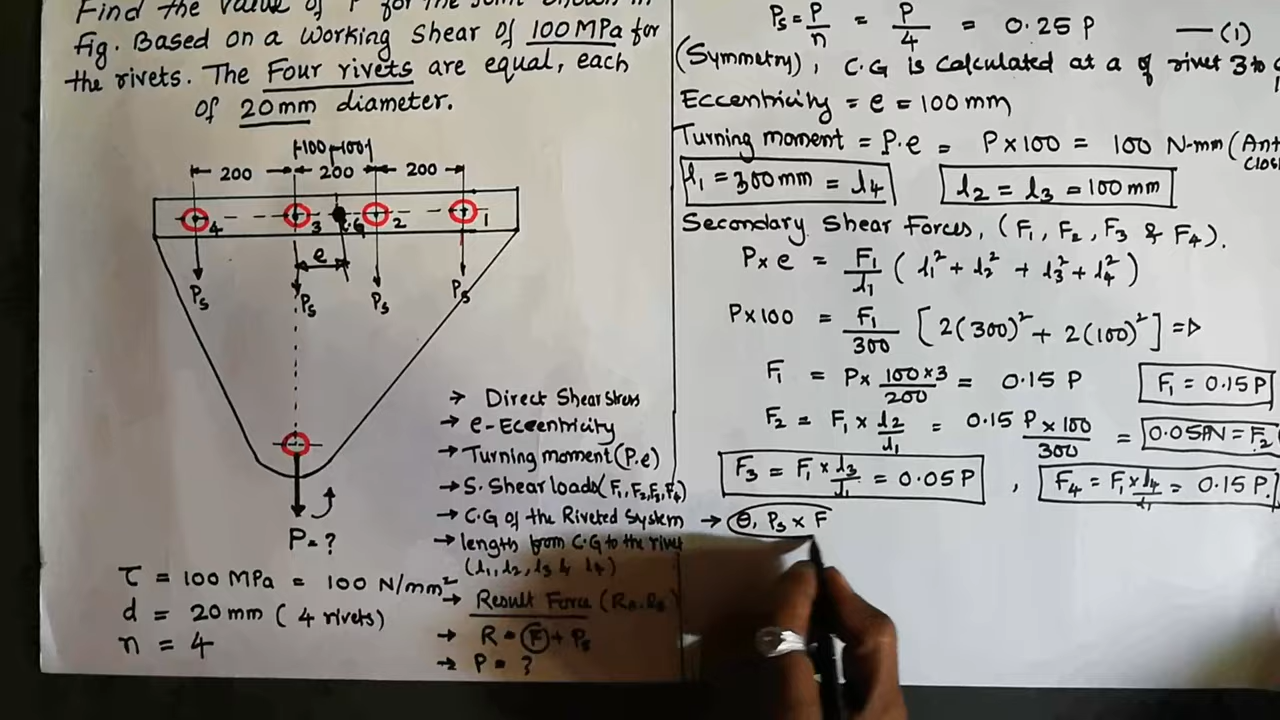 Find the value of P for the Joint shown in
fig. Based on a working shear of 100 MPa for
the rivets. The Four rivets are equal, each
of 20mm diameter.
100 100
200 200 200
4 3 C.G 2 1
e
Ps Ps Ps Ps
P = ?
τ = 100 MPa = 100 N/mm²
d = 20 mm ( 4 rivets)
n = 4
→ Direct Shear Stress
→ e-Eccentricity
→ Turning moment (P.e)
→ S. Shear loads (F₁, F₂, F₃, F₄)
→ C.G of the Riveted System
→ length from C.G to the rivet
(l₁, l₂, l₃ & l₄)
→ Result Force (
→ R = F + Ps
→ P = ?
Ps = P/n = P/4 = 0.25 P — (1)
(Symmetry), C.G is calculated at a of rivet 3 to
Eccentricity = e = 100 mm
Turning moment = P.e = P x 100 = 100 N-mm (
l₁ = 300 mm = l₄ l₂ = l₃ = 100 mm
Secondary Shear Forces, (F₁, F₂, F₃ & F₄).
P x e = F₁/l₁ ( l₁² + l₂² + l₃² + l₄² )
P x 100 = F₁/300 [ 2(300)² + 2(100)² ] ⇒
F₁ = P x 100 x 3/200 = 0.15 P F₁ = 0.15 P
F₂ = F₁ x l₂/l₁ = 0.15 P x 100/300 = 0.05 PN = F₂
F₃ = F₁ x l₃/l₁ = 0.05 P , F₄ = F₁ x l₄/l₁ = 0.15 P.
→ θ, Ps x F